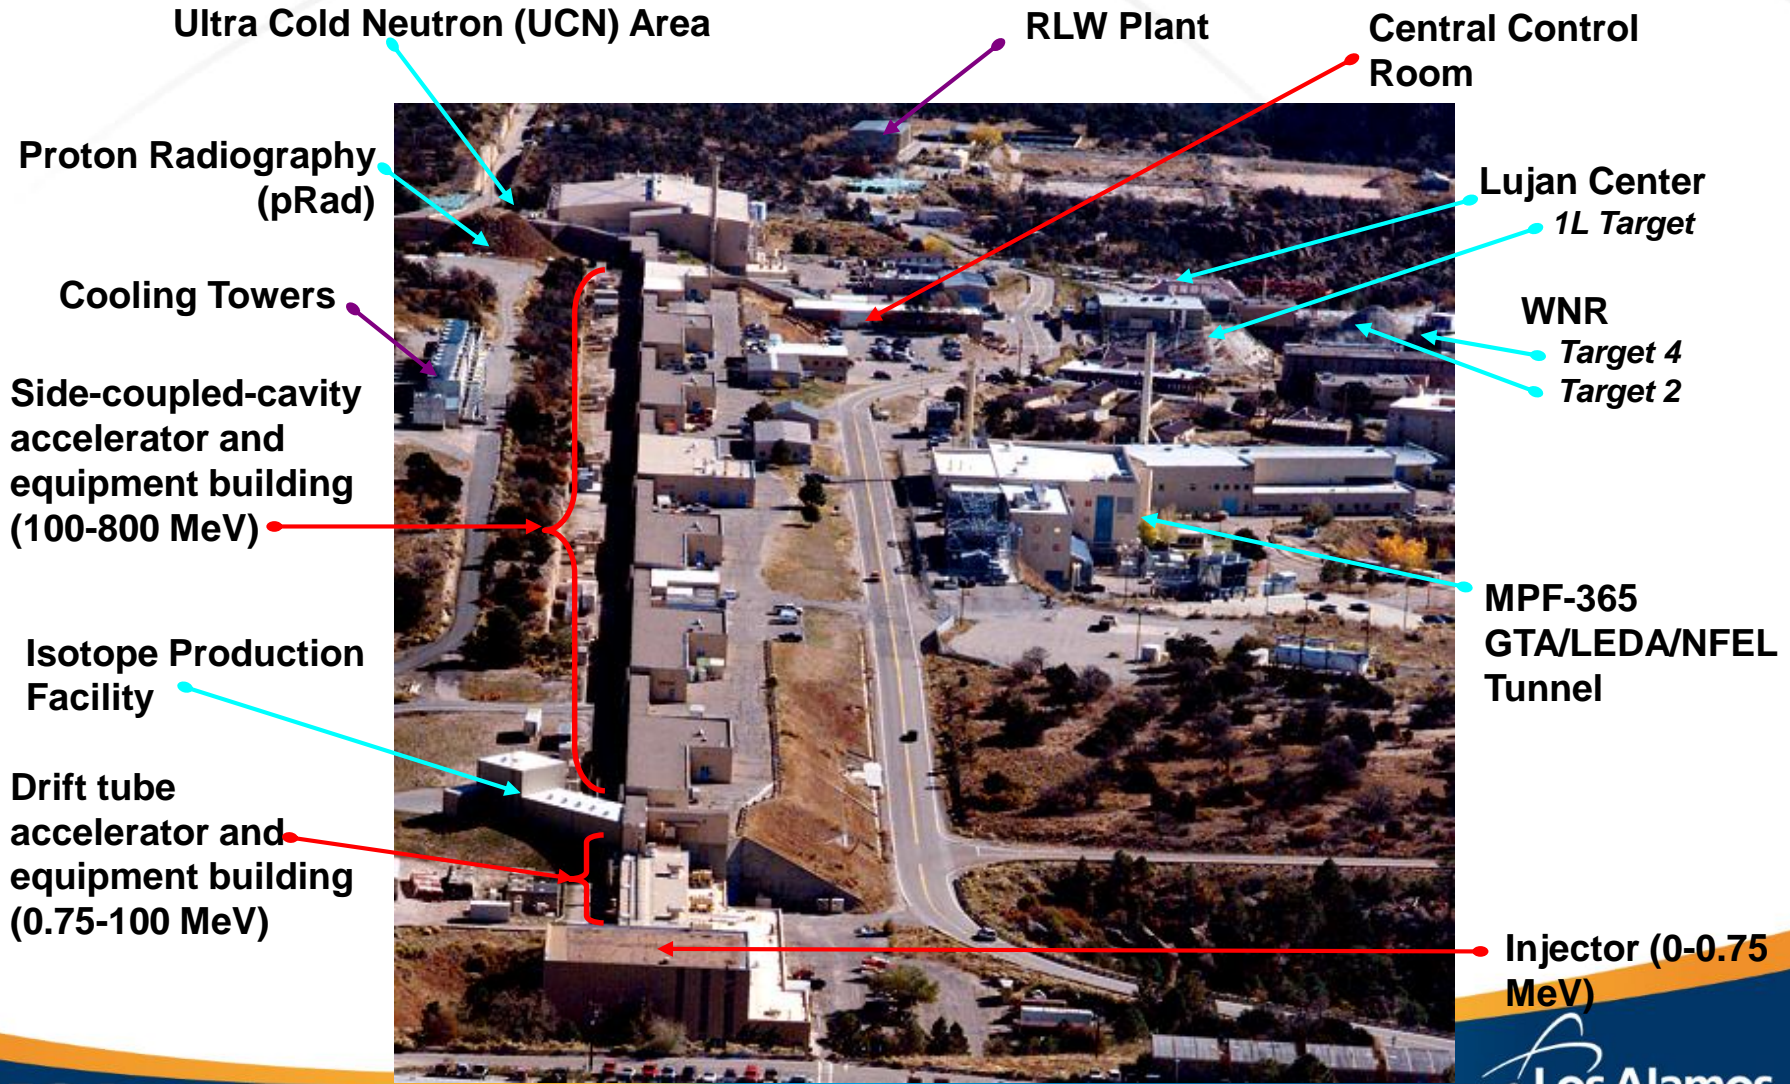 Ultra Cold Neutron (UCN) Area
RLW Plant
Central Control
Room
Proton Radiography
(pRad)
Lujan Center
1L Target
Cooling Towers
WNR
Target 4
Target 2
Side-coupled-cavity
accelerator and
equipment building
(100-800 MeV)
MPF-365
GTA/LEDA/NFEL
Tunnel
Isotope Production
Facility
Drift tube
accelerator and
equipment building
(0.75-100 MeV)
Injector (0-0.75
MeV)
Los Alamos